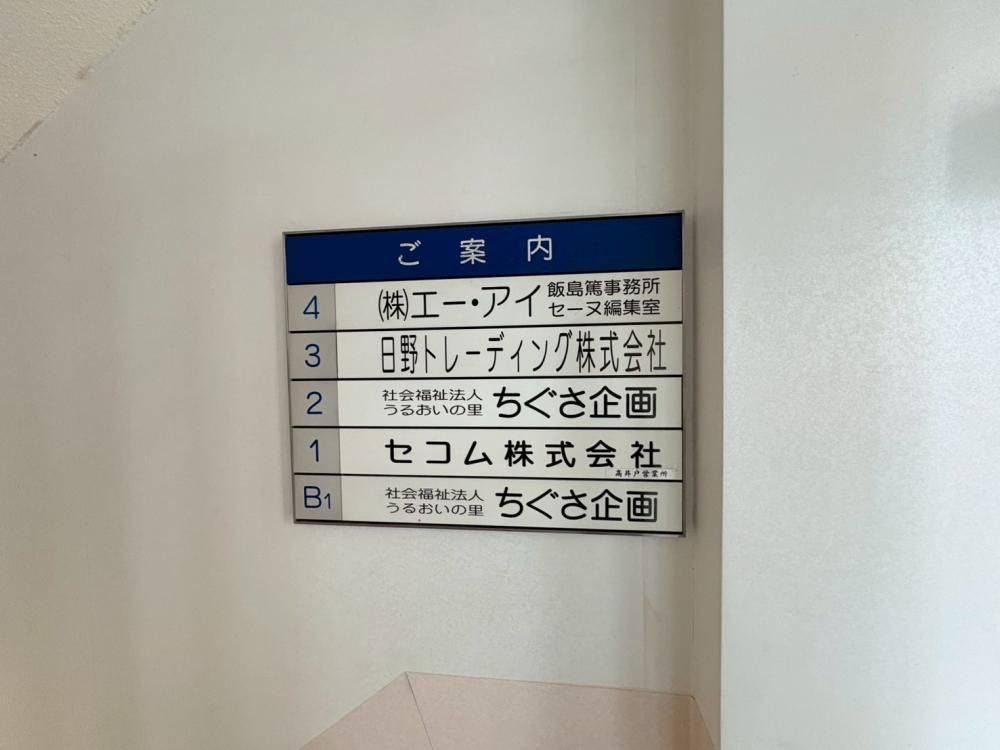 ご案内
4 ㈱エー・アイ 飯島篤事務所
セーヌ編集室
3 日野トレーディング株式会社
2 社会福祉法人 ちぐさ企画
うるおいの里
1 セコム株式会社
高井戸営業所
B1 社会福祉法人 ちぐさ企画
うるおいの里